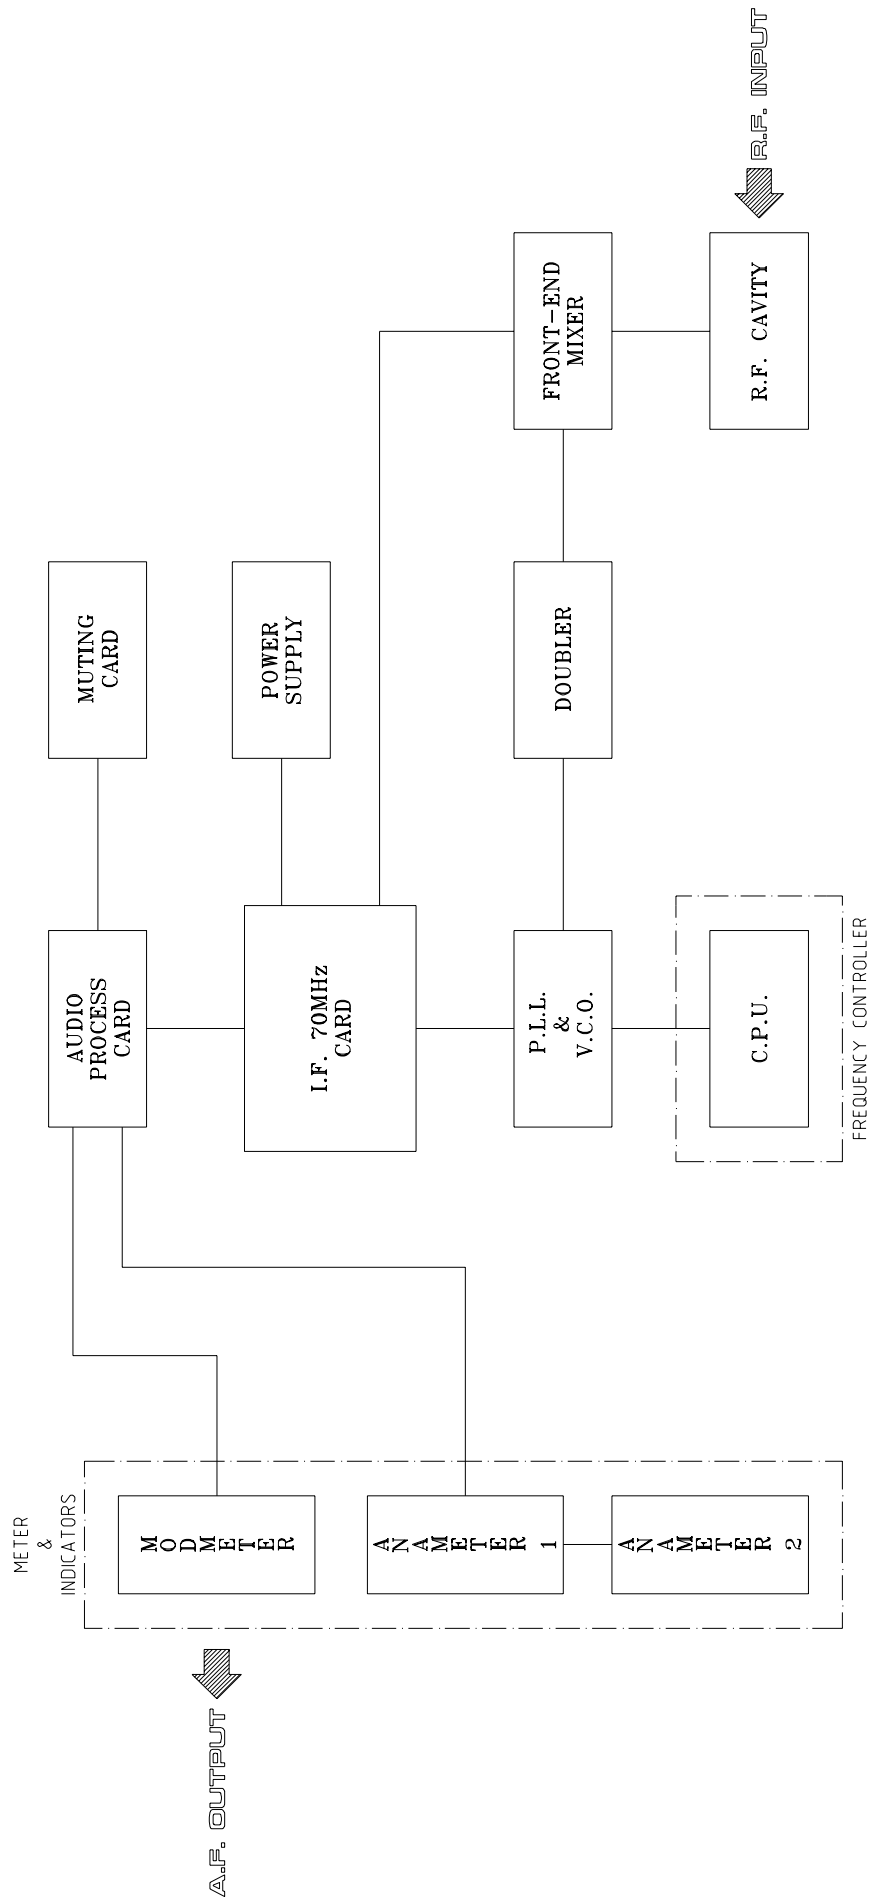 METER
&
INDICATORS
A.F. OUTPUT
MODMETER
ANAMETER 1
ANAMETER 2
AUDIO
PROCESS
CARD
MUTING
CARD
I.F. 70MHz
CARD
POWER
SUPPLY
P.L.L.
&
V.C.O.
DOUBLER
FRONT-END
MIXER
C.P.U.
FREQUENCY CONTROLLER
R.F. CAVITY
R.F. INPUT